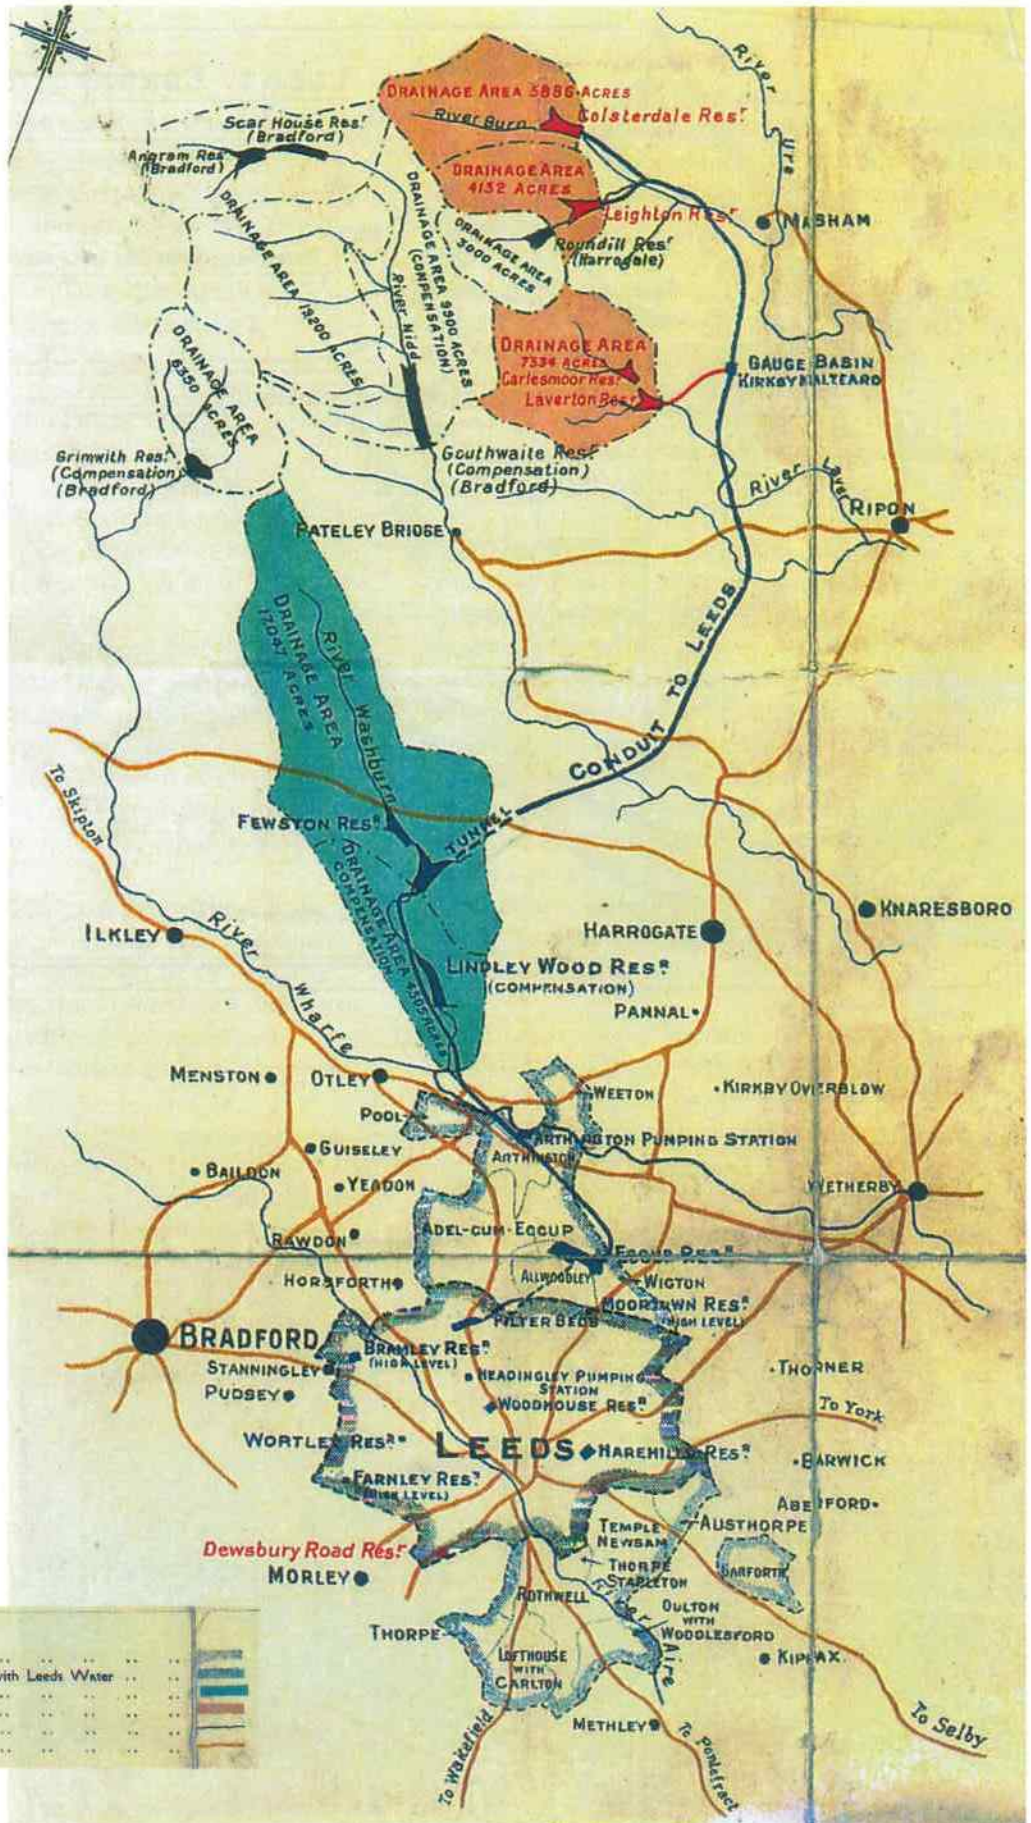 DRAINAGE AREA 5886 ACRES
River Burn
Colsterdale Resr.
River Ure
Scar House Resr.
(Bradford)
Angram Resr.
(Bradford)
DRAINAGE AREA
4132 ACRES
Leighton Resr.
MASHAM
DRAINAGE AREA
3000 ACRES
Roundill Resr.
(Harrogate)
DRAINAGE AREA 9900 ACRES
(COMPENSATION)
DRAINAGE AREA 13200 ACRES
River Nidd
DRAINAGE AREA
6350 ACRES
DRAINAGE AREA
7334 ACRES
Carlesmoor Resr.
Laverton Resr.
GAUGE BASIN
KIRKBY MALZEARD
Grimwith Resr.
(Compensation)
(Bradford)
Gouthwaite Resr.
(Compensation)
(Bradford)
River Laver
RIPON
PATELEY BRIDGE
DRAINAGE AREA
12047 ACRES
River Washburn
CONDUIT TO LEEDS
To Skipton
FEWSTON RESR.
TUNNEL
DRAINAGE AREA 4305 ACRES
COMPENSATION
KNARESBORO
ILKLEY
River Wharfe
HARROGATE
LINDLEY WOOD RESR.
(COMPENSATION)
PANNAL
MENSTON
OTLEY
WEETON
KIRKBY OVERBLOW
POOL
ARTHINGTON PUMPING STATION
ARTHINGTON
GUISELEY
BAILDON
YEADON
WETHERBY
ADEL-CUM-ECCUP
RAWDON
ECCUP RESR.
HORSFORTH
ALLWOODLEY
WIGTON
MOORTOWN RESR.
(HIGH LEVEL)
FILTER BEDS
BRADFORD
BRAMLEY RESR.
(HIGH LEVEL)
STANNINGLEY
HEADINGLEY PUMPING
STATION
THORNER
PUDSEY
WOODHOUSE RESR.
To York
WORTLEY RESR.
LEEDS
HAREHILLS RESR.
BARWICK
FARNLEY RESR.
(HIGH LEVEL)
ABERFORD
AUSTHORPE
TEMPLE
NEWSAM
Dewsbury Road Resr.
THORPE
STAPLETON
GARFORTH
MORLEY
ROTHWELL
OULTON
WITH
WOODLESFORD
THORPE
River Aire
LOFTHOUSE
WITH
CARLTON
KIPPAX
with Leeds Water
METHLEY
To Wakefield
To Pontefract
To Selby